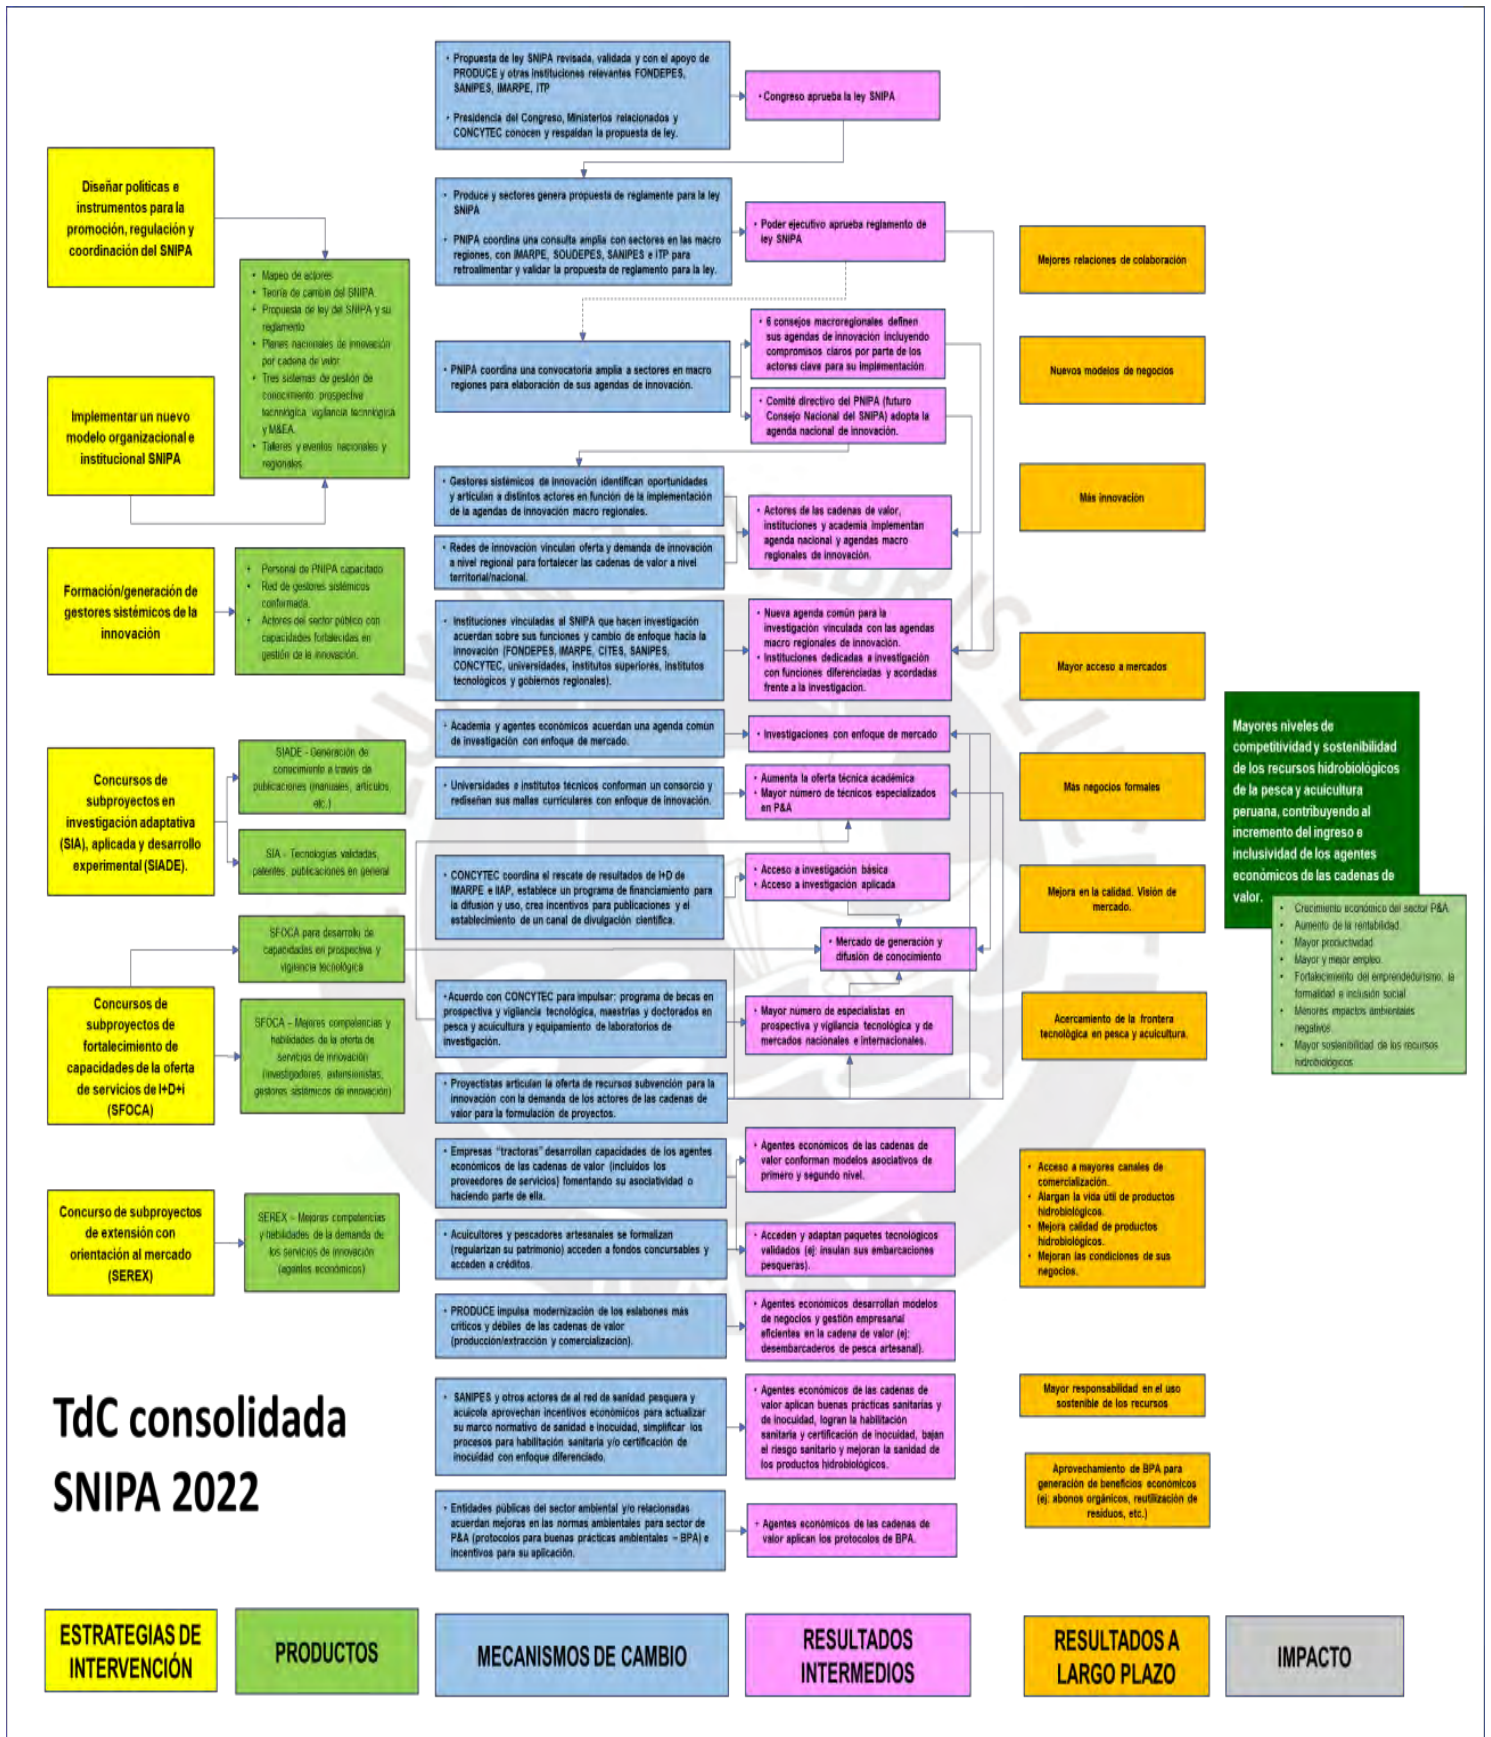 Diseñar políticas e
instrumentos para la
promoción, regulación y
coordinación del SNIPA
Implementar un nuevo
modelo organizacional e
institucional SNIPA
Formación/generación de
gestores sistémicos de la
innovación
Concursos de
subproyectos en
investigación adaptativa
(SIA), aplicada y desarrollo
experimental (SIADE).
Concursos de
subproyectos de
fortalecimiento de
capacidades de la oferta
de servicios de I+D+i
(SFOCA)
Concurso de subproyectos
de extensión con
orientación al mercado
(SEREX)
• Mapeo de actores
• Teoría de cambio del SNIPA.
• Propuesta de ley del SNIPA y su
reglamento
• Planes nacionales de innovación
por cadena de valor
• Tres sistemas de gestión de
conocimiento: prospectiva
tecnológica, vigilancia tecnológica
y M&EA.
• Talleres y eventos nacionales y
regionales.
• Personal de PNIPA capacitado
• Red de gestores sistémicos
conformada.
• Actores del sector público con
capacidades fortalecidas en
gestión de la innovación.
SIADE - Generación de
conocimiento a través de
publicaciones (manuales, artículos,
etc.)
SIA - Tecnologías validadas,
patentes, publicaciones en general
SFOCA para desarrollo de
capacidades en prospectiva y
vigilancia tecnológica
SFOCA – Mejores competencias y
habilidades de la oferta de
servicios de innovación
(investigadores, extensionistas,
gestores sistémicos de innovación)
SEREX – Mejores competencias
y habilidades de la demanda de
los servicios de innovación
(agentes económicos)
• Propuesta de ley SNIPA revisada, validada y con el apoyo de
PRODUCE y otras instituciones relevantes FONDEPES,
SANIPES, IMARPE, ITP
• Presidencia del Congreso, Ministerios relacionados y
CONCYTEC conocen y respaldan la propuesta de ley.
• Produce y sectores genera propuesta de reglamente para la ley
SNIPA
• PNIPA coordina una consulta amplia con sectores en las macro
regiones, con IMARPE, SOUDEPES, SANIPES e ITP para
retroalimentar y validar la propuesta de reglamento para la ley.
• PNIPA coordina una convocatoria amplia a sectores en macro
regiones para elaboración de sus agendas de innovación.
• Gestores sistémicos de innovación identifican oportunidades
y articulan a distintos actores en función de la implementación
de la agendas de innovación macro regionales.
• Redes de innovación vinculan oferta y demanda de innovación
a nivel regional para fortalecer las cadenas de valor a nivel
territorial/nacional.
• Instituciones vinculadas al SNIPA que hacen investigación
acuerdan sobre sus funciones y cambio de enfoque hacia la
innovación (FONDEPES, IMARPE, CITES, SANIPES,
CONCYTEC, universidades, institutos superiores, institutos
tecnológicos y gobiernos regionales).
• Academia y agentes económicos acuerdan una agenda común
de investigación con enfoque de mercado.
• Universidades e institutos técnicos conforman un consorcio y
rediseñan sus mallas curriculares con enfoque de innovación.
• CONCYTEC coordina el rescate de resultados de I+D de
IMARPE e IIAP, establece un programa de financiamiento para
la difusión y uso, crea incentivos para publicaciones y el
establecimiento de un canal de divulgación científica.
• Acuerdo con CONCYTEC para impulsar: programa de becas en
prospectiva y vigilancia tecnológica, maestrías y doctorados en
pesca y acuicultura y equipamiento de laboratorios de
investigación.
• Proyectistas articulan la oferta de recursos subvención para la
innovación con la demanda de los actores de las cadenas de
valor para la formulación de proyectos.
• Empresas "tractoras" desarrollan capacidades de los agentes
económicos de las cadenas de valor (incluidos los
proveedores de servicios) fomentando su asociatividad o
haciendo parte de ella.
• Acuicultores y pescadores artesanales se formalizan
(regularizan su patrimonio) acceden a fondos concursables y
acceden a créditos.
• PRODUCE impulsa modernización de los eslabones más
críticos y débiles de las cadenas de valor
(producción/extracción y comercialización).
• SANIPES y otros actores de al red de sanidad pesquera y
acuícola aprovechan incentivos económicos para actualizar
su marco normativo de sanidad e inocuidad, simplificar los
procesos para habilitación sanitaria y/o certificación de
inocuidad con enfoque diferenciado.
• Entidades públicas del sector ambiental y/o relacionadas
acuerdan mejoras en las normas ambientales para sector de
P&A (protocolos para buenas prácticas ambientales – BPA) e
incentivos para su aplicación.
• Congreso aprueba la ley SNIPA
• Poder ejecutivo aprueba reglamento de
ley SNIPA
• 6 consejos macroregionales definen
sus agendas de innovación incluyendo
compromisos claros por parte de los
actores clave para su implementación.
• Comité directivo del PNIPA (futuro
Consejo Nacional del SNIPA) adopta la
agenda nacional de innovación.
• Actores de las cadenas de valor,
instituciones y academia implementan
agenda nacional y agendas macro
regionales de innovación.
• Nueva agenda común para la
investigación vinculada con las agendas
macro regionales de innovación.
• Instituciones dedicadas a investigación
con funciones diferenciadas y acordadas
frente a la investigación.
• Investigaciones con enfoque de mercado
• Aumenta la oferta técnica académica
• Mayor número de técnicos especializados
en P&A
• Acceso a investigación básica
• Acceso a investigación aplicada
• Mercado de generación y
difusión de conocimiento
• Mayor número de especialistas en
prospectiva y vigilancia tecnológica y de
mercados nacionales e internacionales.
• Agentes económicos de las cadenas de
valor conforman modelos asociativos de
primero y segundo nivel.
• Acceden y adaptan paquetes tecnológicos
validados (ej: insulan sus embarcaciones
pesqueras).
• Agentes económicos desarrollan modelos
de negocios y gestión empresarial
eficientes en la cadena de valor (ej:
desembarcaderos de pesca artesanal).
• Agentes económicos de las cadenas de
valor aplican buenas prácticas sanitarias y
de inocuidad, logran la habilitación
sanitaria y certificación de inocuidad, bajan
el riesgo sanitario y mejoran la sanidad de
los productos hidrobiológicos.
• Agentes económicos de las cadenas de
valor aplican los protocolos de BPA.
Mejores relaciones de colaboración
Nuevos modelos de negocios
Más innovación
Mayor acceso a mercados
Más negocios formales
Mejora en la calidad. Visión de
mercado.
Acercamiento de la frontera
tecnológica en pesca y acuicultura.
• Acceso a mayores canales de
comercialización.
• Alargan la vida útil de productos
hidrobiológicos.
• Mejora calidad de productos
hidrobiológicos.
• Mejoran las condiciones de sus
negocios.
Mayor responsabilidad en el uso
sostenible de los recursos
Aprovechamiento de BPA para
generación de beneficios económicos
(ej: abonos orgánicos, reutilización de
residuos, etc.)
Mayores niveles de
competitividad y sostenibilidad
de los recursos hidrobiológicos
de la pesca y acuicultura
peruana, contribuyendo al
incremento del ingreso e
inclusividad de los agentes
económicos de las cadenas de
valor.
• Crecimiento económico del sector P&A.
• Aumento de la rentabilidad.
• Mayor productividad
• Mayor y mejor empleo.
• Fortalecimiento del emprendedurismo, la
formalidad e inclusión social
• Menores impactos ambientales
negativos.
• Mayor sostenibilidad de los recursos
hidrobiológicos
TdC consolidada
SNIPA 2022
ESTRATEGIAS DE
INTERVENCIÓN
PRODUCTOS
MECANISMOS DE CAMBIO
RESULTADOS
INTERMEDIOS
RESULTADOS A
LARGO PLAZO
IMPACTO